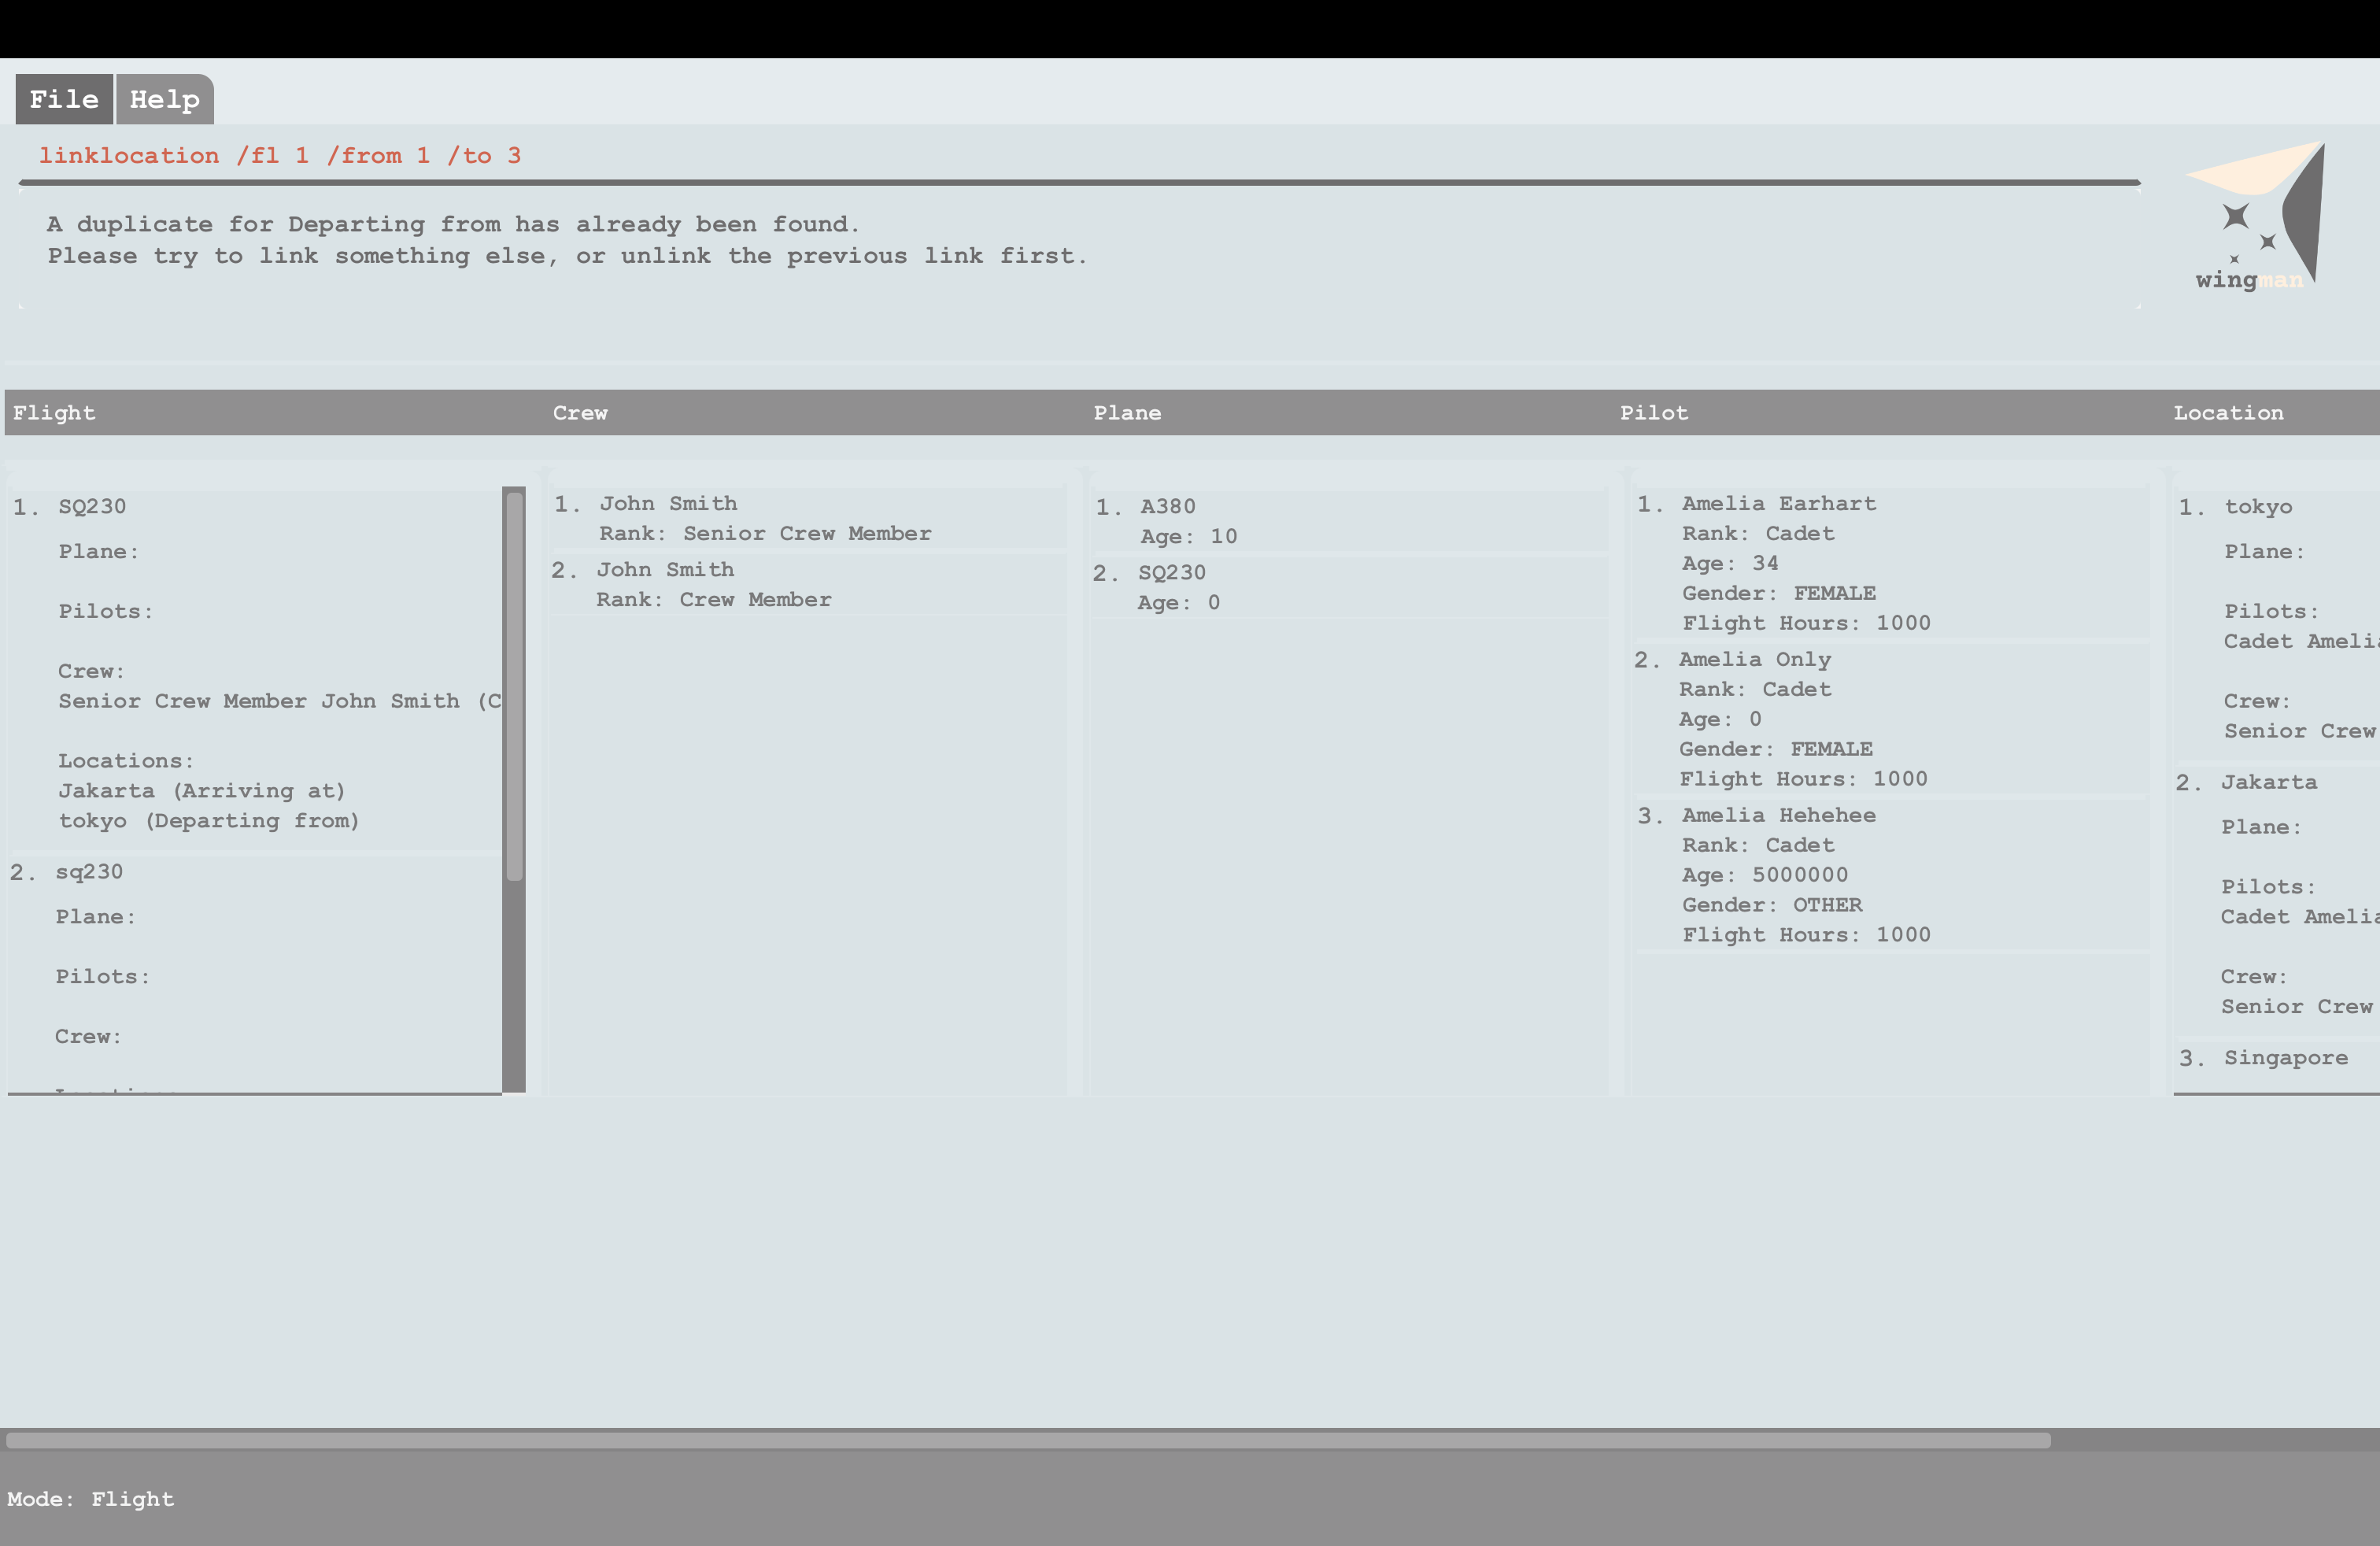 File Help
linklocation /fl 1 /from 1 /to 3
A duplicate for Departing from has already been found.
Please try to link something else, or unlink the previous link first.
wingman
Flight Crew Plane Pilot Location
1. SQ230
Plane:
Pilots:
Crew:
Senior Crew Member John Smith (C
Locations:
Jakarta (Arriving at)
tokyo (Departing from)
2. sq230
Plane:
Pilots:
Crew:
1. John Smith
Rank: Senior Crew Member
2. John Smith
Rank: Crew Member
1. A380
Age: 10
2. SQ230
Age: 0
1. Amelia Earhart
Rank: Cadet
Age: 34
Gender: FEMALE
Flight Hours: 1000
2. Amelia Only
Rank: Cadet
Age: 0
Gender: FEMALE
Flight Hours: 1000
3. Amelia Hehehee
Rank: Cadet
Age: 5000000
Gender: OTHER
Flight Hours: 1000
1. tokyo
Plane:
Pilots:
Cadet Amelia
Crew:
Senior Crew
2. Jakarta
Plane:
Pilots:
Cadet Amelia
Crew:
Senior Crew
3. Singapore
Mode: Flight